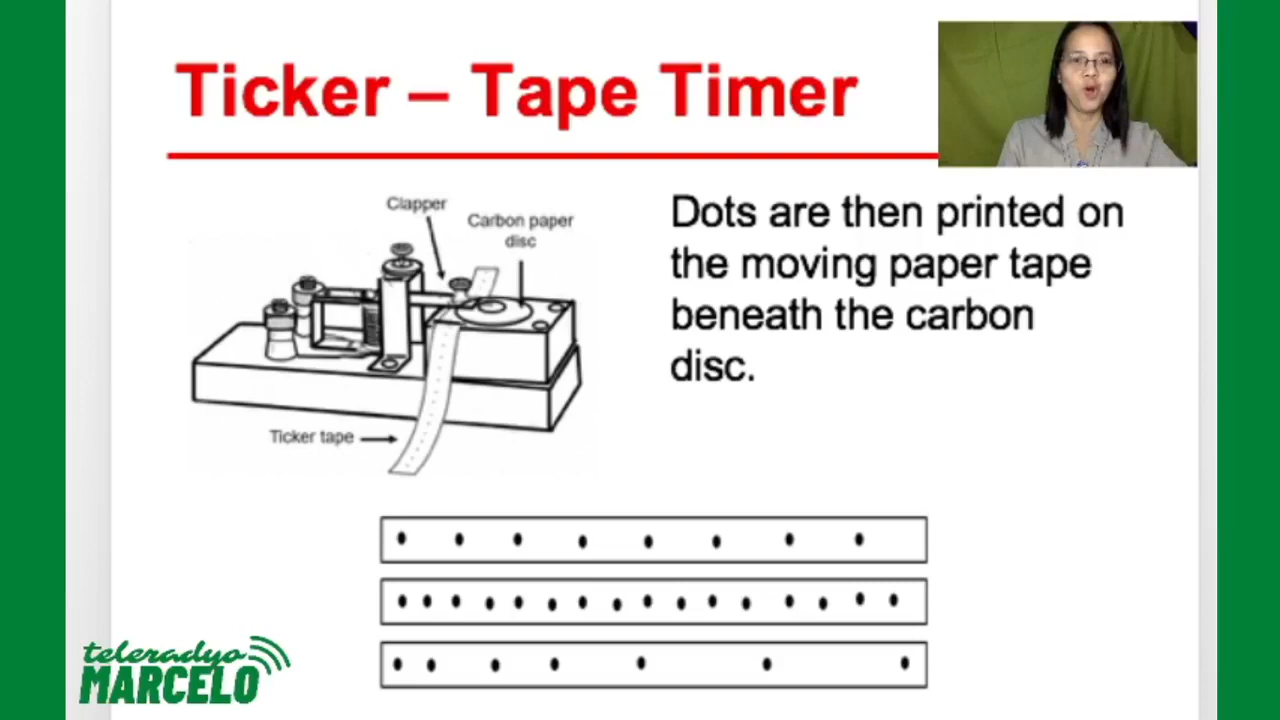 Ticker – Tape Timer
Clapper
Carbon paper
disc
Ticker tape
Dots are then printed on
the moving paper tape
beneath the carbon
disc.
teleradyo
MARCELO